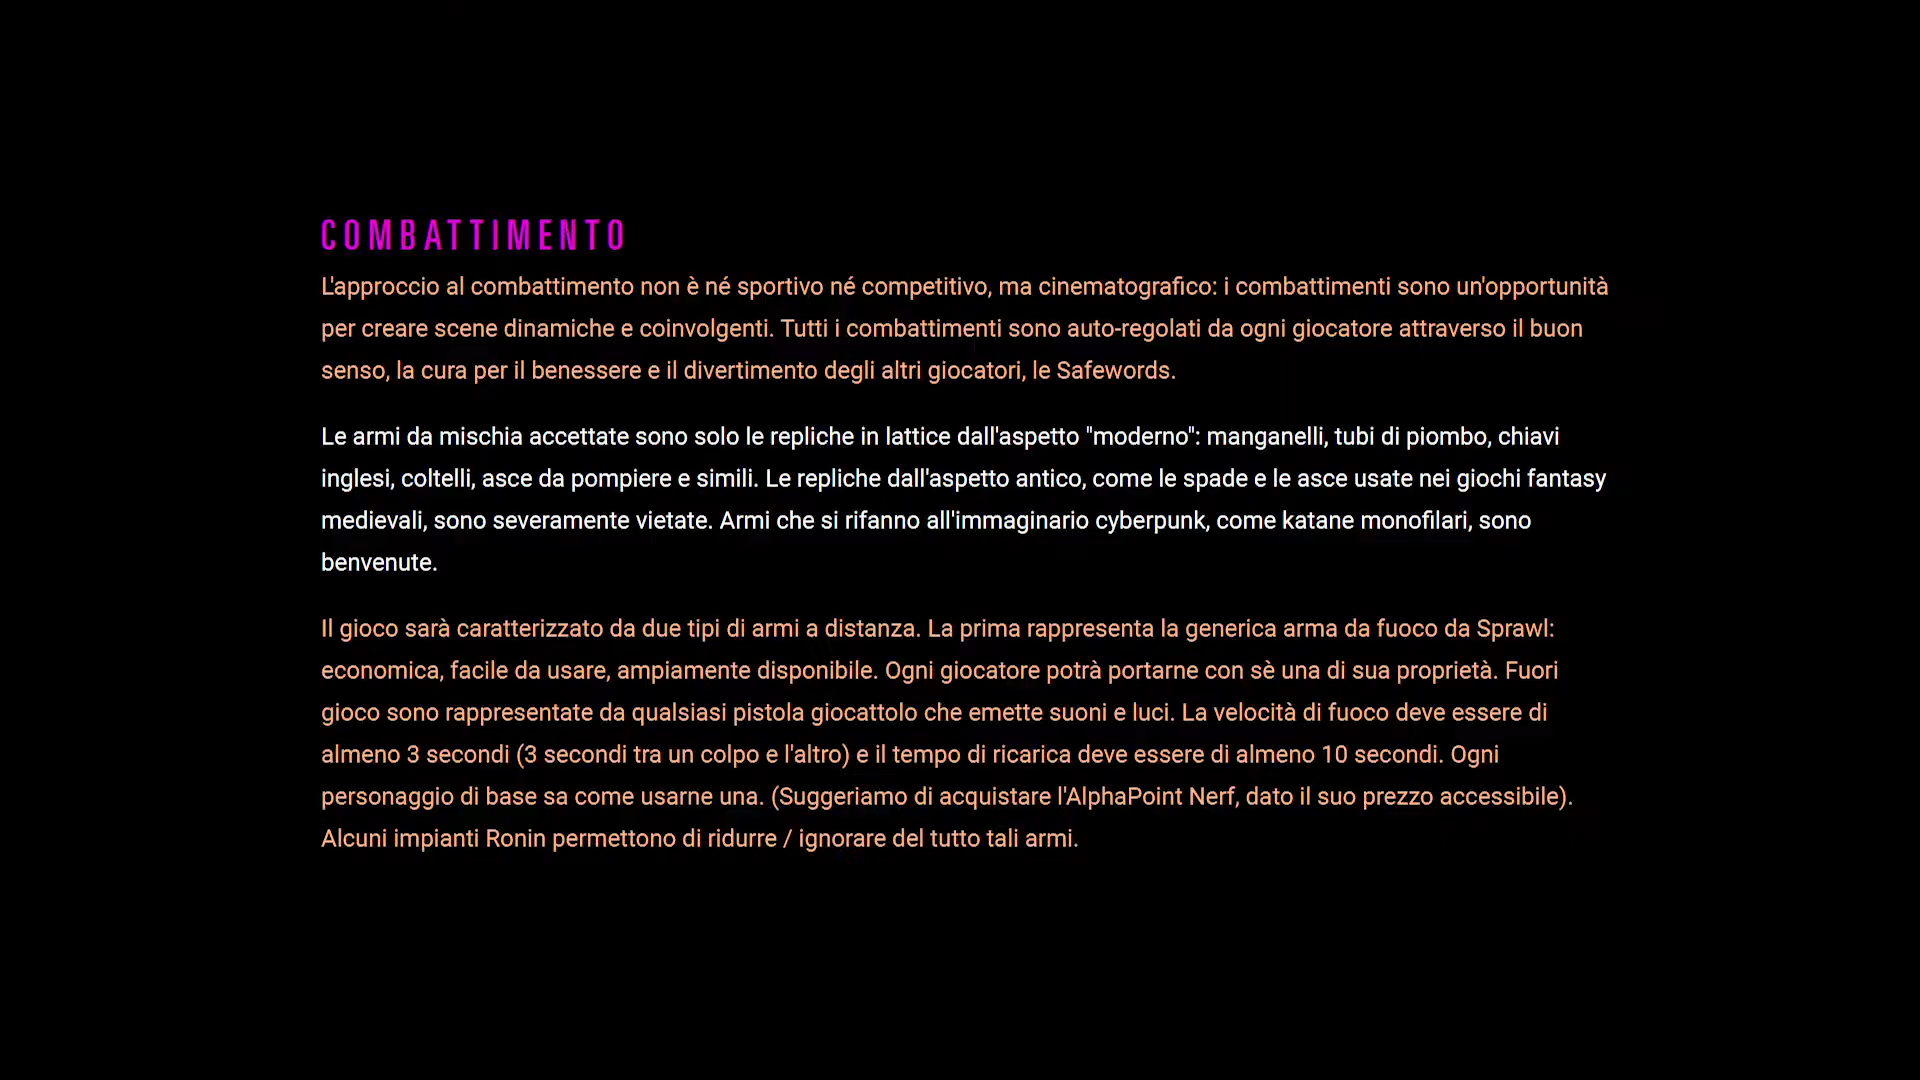 COMBATTIMENTO
L'approccio al combattimento non è né sportivo né competitivo, ma cinematografico: i combattimenti sono un'opportunità
per creare scene dinamiche e coinvolgenti. Tutti i combattimenti sono auto-regolati da ogni giocatore attraverso il buon
senso, la cura per il benessere e il divertimento degli altri giocatori, le Safewords.
Le armi da mischia accettate sono solo le repliche in lattice dall'aspetto "moderno": manganelli, tubi di piombo, chiavi
inglesi, coltelli, asce da pompiere e simili. Le repliche dall'aspetto antico, come le spade e le asce usate nei giochi fantasy
medievali, sono severamente vietate. Armi che si rifanno all'immaginario cyberpunk, come katane monofilari, sono
benvenute.
Il gioco sarà caratterizzato da due tipi di armi a distanza. La prima rappresenta la generica arma da fuoco da Sprawl:
economica, facile da usare, ampiamente disponibile. Ogni giocatore potrà portarne con sè una di sua proprietà. Fuori
gioco sono rappresentate da qualsiasi pistola giocattolo che emette suoni e luci. La velocità di fuoco deve essere di
almeno 3 secondi (3 secondi tra un colpo e l'altro) e il tempo di ricarica deve essere di almeno 10 secondi. Ogni
personaggio di base sa come usarne una. (Suggeriamo di acquistare l'AlphaPoint Nerf, dato il suo prezzo accessibile).
Alcuni impianti Ronin permettono di ridurre / ignorare del tutto tali armi.